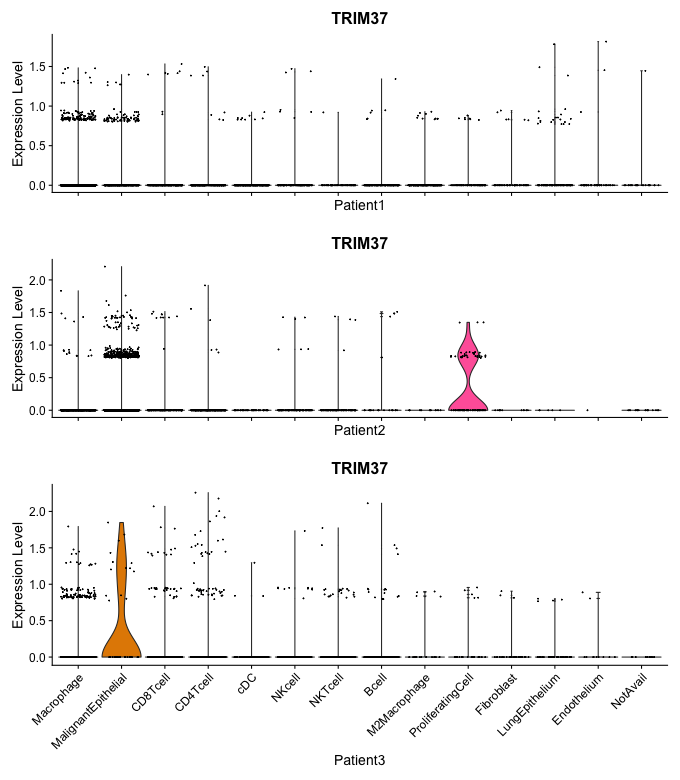 TRIM37
Expression Level
1.5
1.0
0.5
0.0
Patient1
TRIM37
Expression Level
2.0
1.5
1.0
0.5
0.0
Patient2
TRIM37
Expression Level
2.0
1.5
1.0
0.5
0.0
Macrophage
MalignantEpithelial
CD8Tcell
CD4Tcell
cDC
NKcell
NKTcell
Bcell
M2Macrophage
ProliferatingCell
Fibroblast
LungEpithelium
Endothelium
NotAvail
Patient3